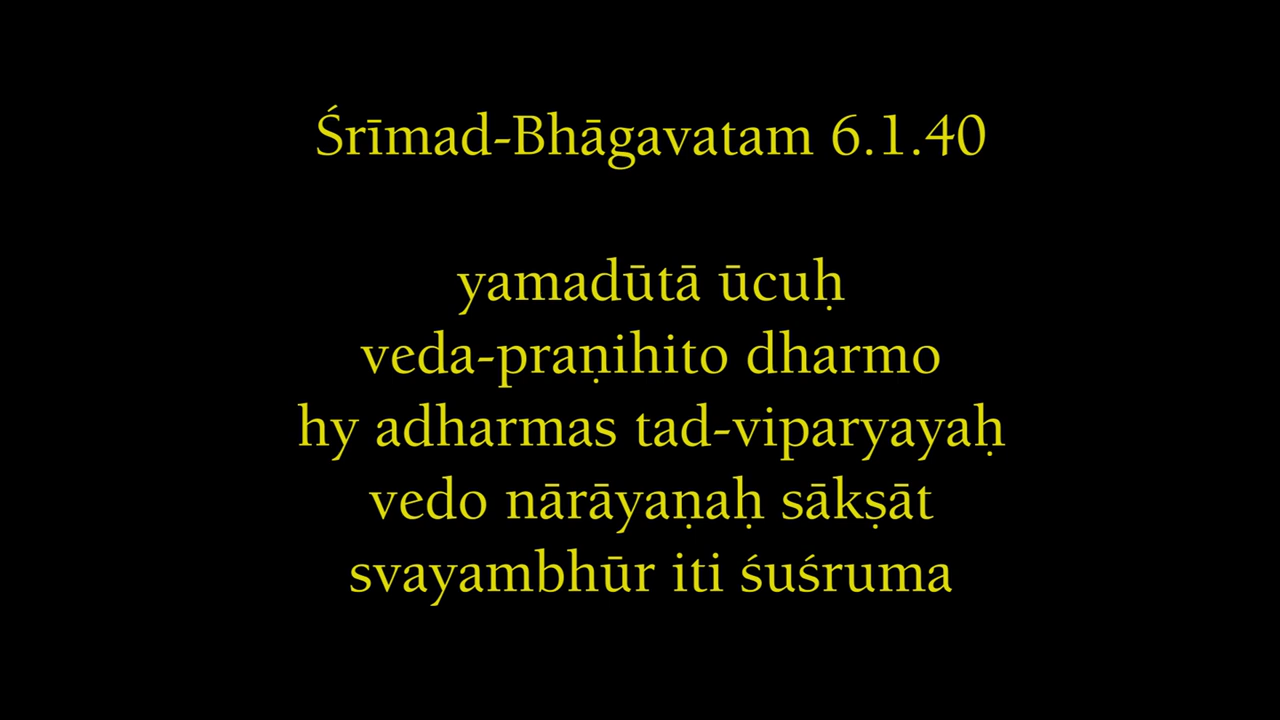 Śrīmad-Bhāgavatam 6.1.40
yamadūtā ūcuḥ
veda-praṇihito dharmo
hy adharmas tad-viparyayaḥ
vedo nārāyaṇaḥ sākṣāt
svayambhūr iti śuśruma